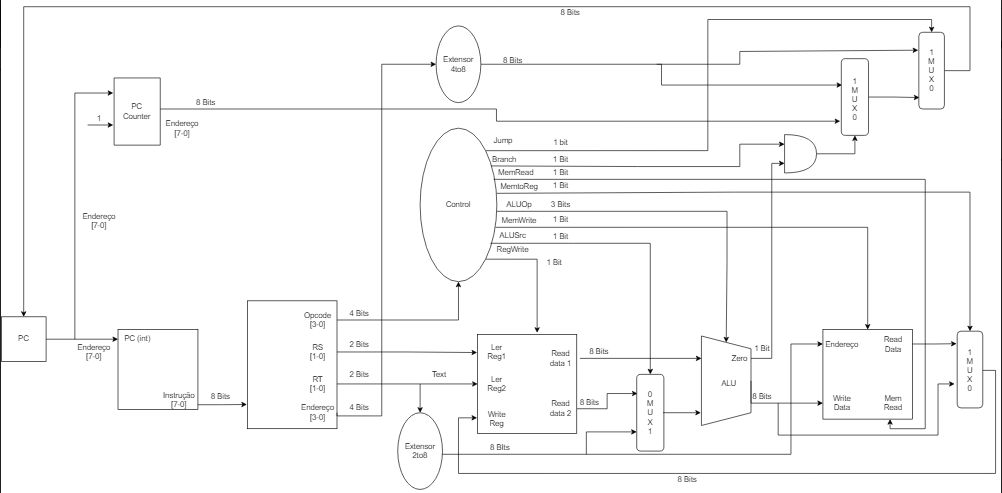 8 Bits
Extensor
4to8
8 Bits
1
M
U
X
0
1
M
U
X
0
PC
Counter
8 Bits
1
Endereço
[7-0]
Jump 1 bit
Branch 1 Bit
MemRead 1 Bit
MemtoReg 1 Bit
Control
ALUOp 3 Bits
MemWrite 1 Bit
ALUSrc 1 Bit
RegWrite
1 Bit
Endereço
[7-0]
PC
Endereço
[7-0]
PC (int)
Instrução
[7-0]
8 Bits
Opcode
[3-0]
4 Bits
RS
[1-0]
2 Bits
RT
[1-0]
2 Bits
Text
Endereço
[3-0]
4 Bits
Extensor
2to8
8 BIts
Ler
Reg1
Ler
Reg2
Write
Reg
Read
data 1
Read
data 2
8 Bits
8 Bits
0
M
U
X
1
Zero
ALU
1 Bit
8 Bits
Endereço
Read
Data
Write
Data
Mem
Read
1
M
U
X
0
8 Bits